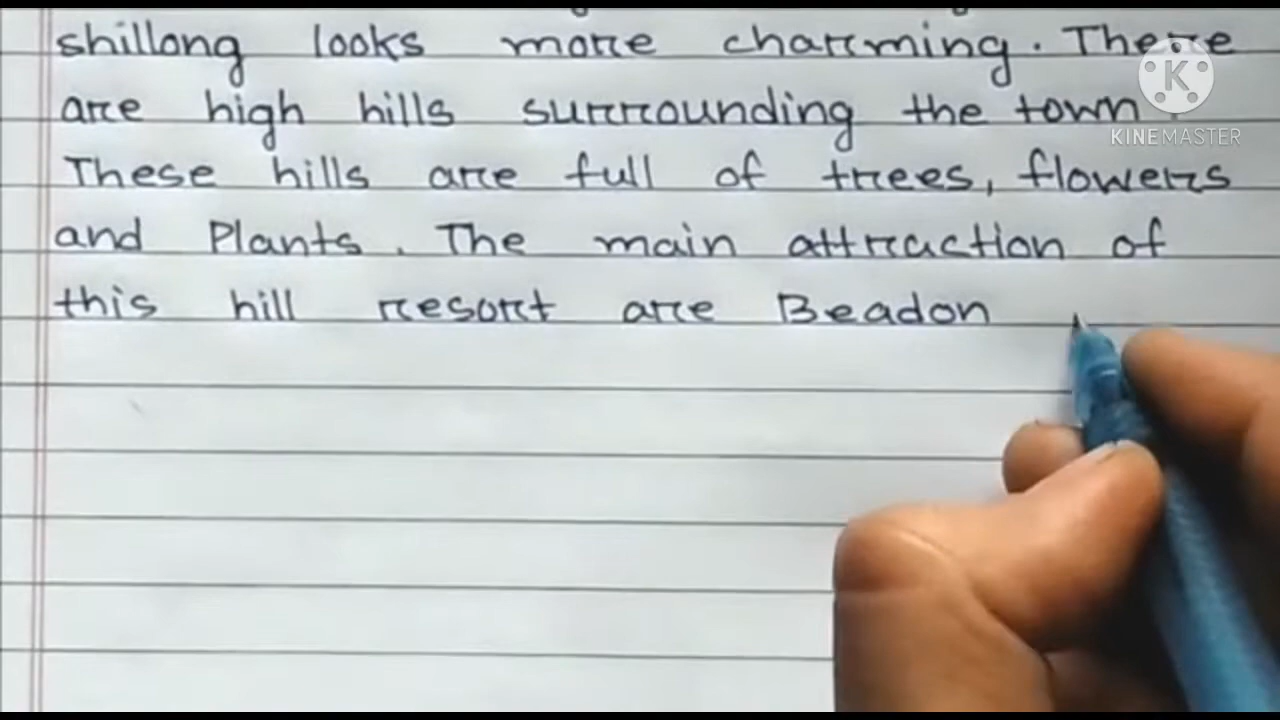 shillong looks more charming. There
are high hills surrounding the town
These hills are full of trees, flowers
and Plants. The main attraction of
this hill resort are Beadon
K
KINEMASTER